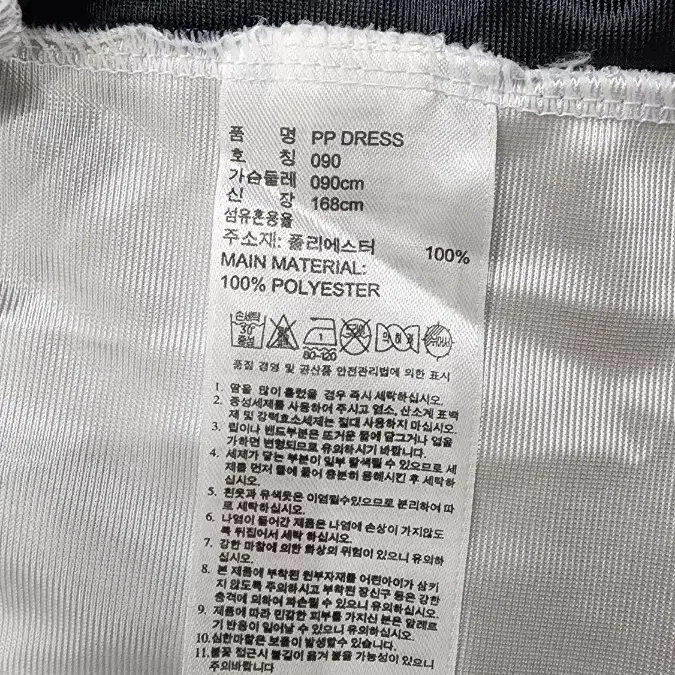 품 명 PP DRESS
호 칭 090
가슴둘레 090cm
신 장 168cm
섬유혼용율
주소재: 폴리에스터 100%
MAIN MATERIAL:
100% POLYESTER
손세탁 30 중성 80-120 드라이 약하게 뉘어서
품질 경영 및 공산품 안전관리법에 의한 표시
1. 땀을 많이 흘렸을 경우 즉시 세탁하십시오.
2. 중성세제를 사용하여 주시고 염소, 산소계 표백
제 및 강력효소세제는 절대 사용하지 마십시오.
3. 립이나 밴드부분은 뜨거운 물에 담그거나 열을
가하면 변형되므로 유의하시기 바랍니다.
4. 세제가 닿는 부분이 일부 탈색될 수 있으므로 세
제를 먼저 물에 풀어 충분히 용해시킨 후 세탁하
십시오.
5. 흰옷과 유색옷은 이염될수있으므로 분리하여 따
로 세탁하십시오.
6. 나염이 들어간 제품은 나염에 손상이 가지않도
록 뒤집어서 세탁 하십시오.
7. 강한 마찰에 의한 화상의 위험이 있으니 유의하
십시오.
8. 본 제품에 부착된 원부자재를 어린아이가 삼키
지 않도록 주의하시고 부착된 장신구 등은 강한
충격에 의하여 파손될 수 있으니 유의하십시오.
9. 제품에 따라 민감한 피부를 가지신 분은 알레르
기 반응이 일어날 수 있으니 유의하십시오.
10. 심한마찰은 보풀이 발생할수 있습니다.
11. 불꽃 접근시 불길이 옮겨 붙을 가능성이 있으니
주의바랍니다